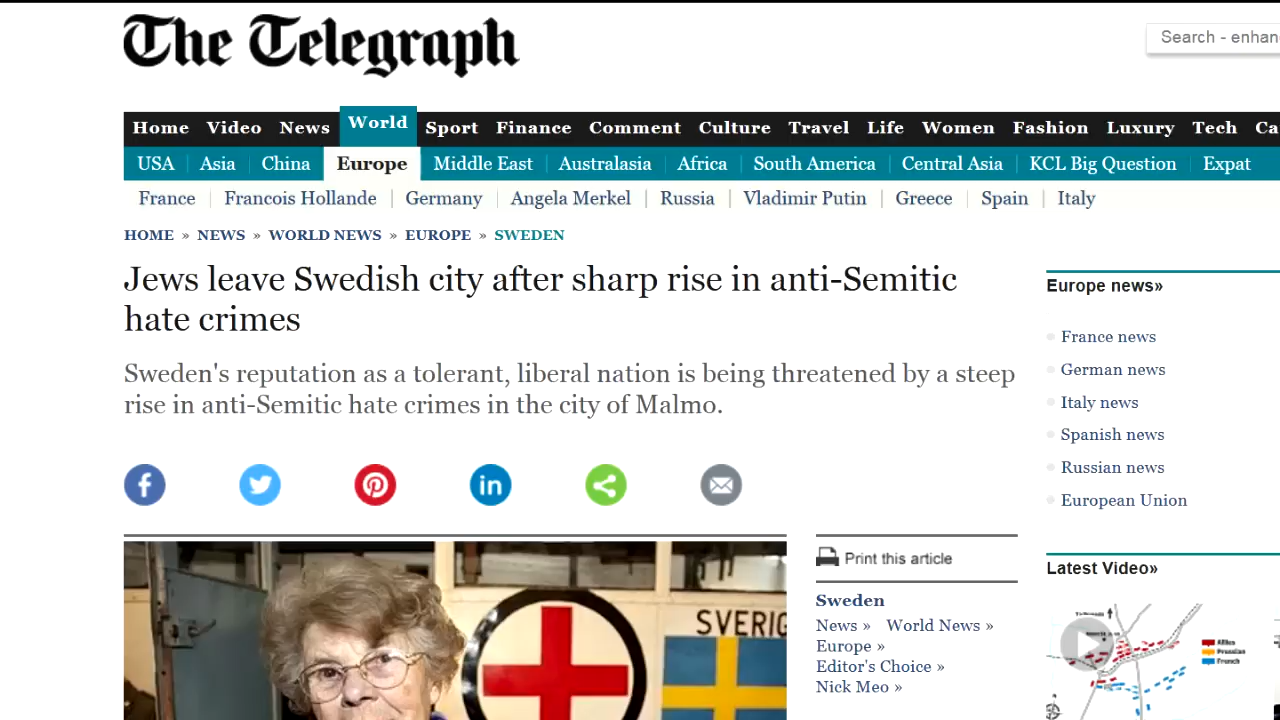 The Telegraph
Search - enhan
Home Video News World Sport Finance Comment Culture Travel Life Women Fashion Luxury Tech Ca
USA Asia China Europe Middle East Australasia Africa South America Central Asia KCL Big Question Expat
France Francois Hollande Germany Angela Merkel Russia Vladimir Putin Greece Spain Italy
HOME » NEWS » WORLD NEWS » EUROPE » SWEDEN
Jews leave Swedish city after sharp rise in anti-Semitic
hate crimes
Sweden's reputation as a tolerant, liberal nation is being threatened by a steep
rise in anti-Semitic hate crimes in the city of Malmo.
Print this article
Sweden
News » World News »
Europe »
Editor's Choice »
Nick Meo »
SVERIG
Europe news»
France news
German news
Italy news
Spanish news
Russian news
European Union
Latest Video»
Allies
Prussian
French